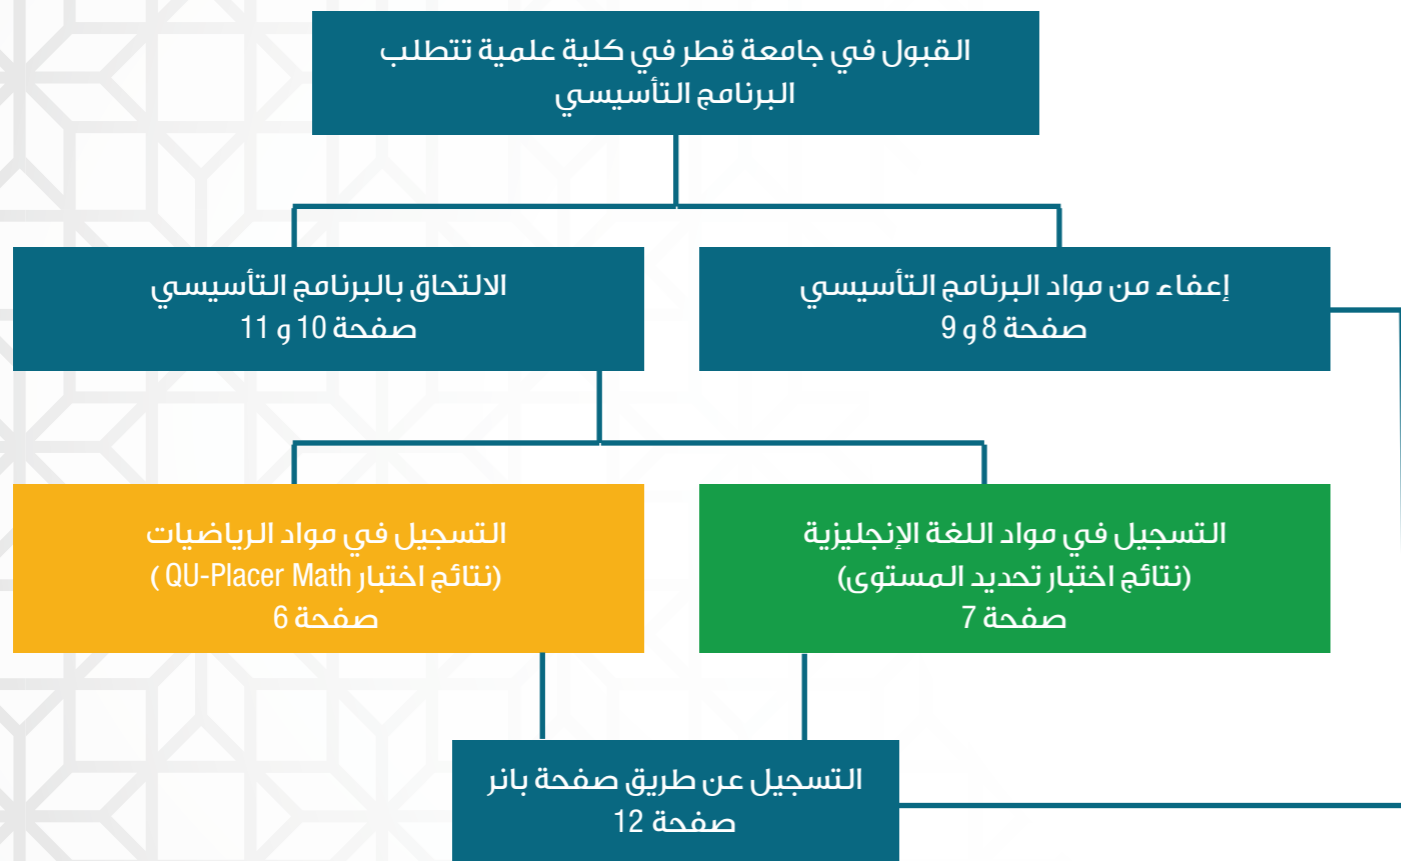 القبول في جامعة قطر في كلية علمية تتطلب
البرنامج التأسيسي
إعفاء من مواد البرنامج التأسيسي
صفحة 8 و 9
الالتحاق بالبرنامج التأسيسي
صفحة 10 و 11
التسجيل في مواد اللغة الإنجليزية
(نتائج اختبار تحديد المستوى)
صفحة 7
التسجيل في مواد الرياضيات
(نتائج اختبار QU-Placer Math )
صفحة 6
التسجيل عن طريق صفحة بانر
صفحة 12